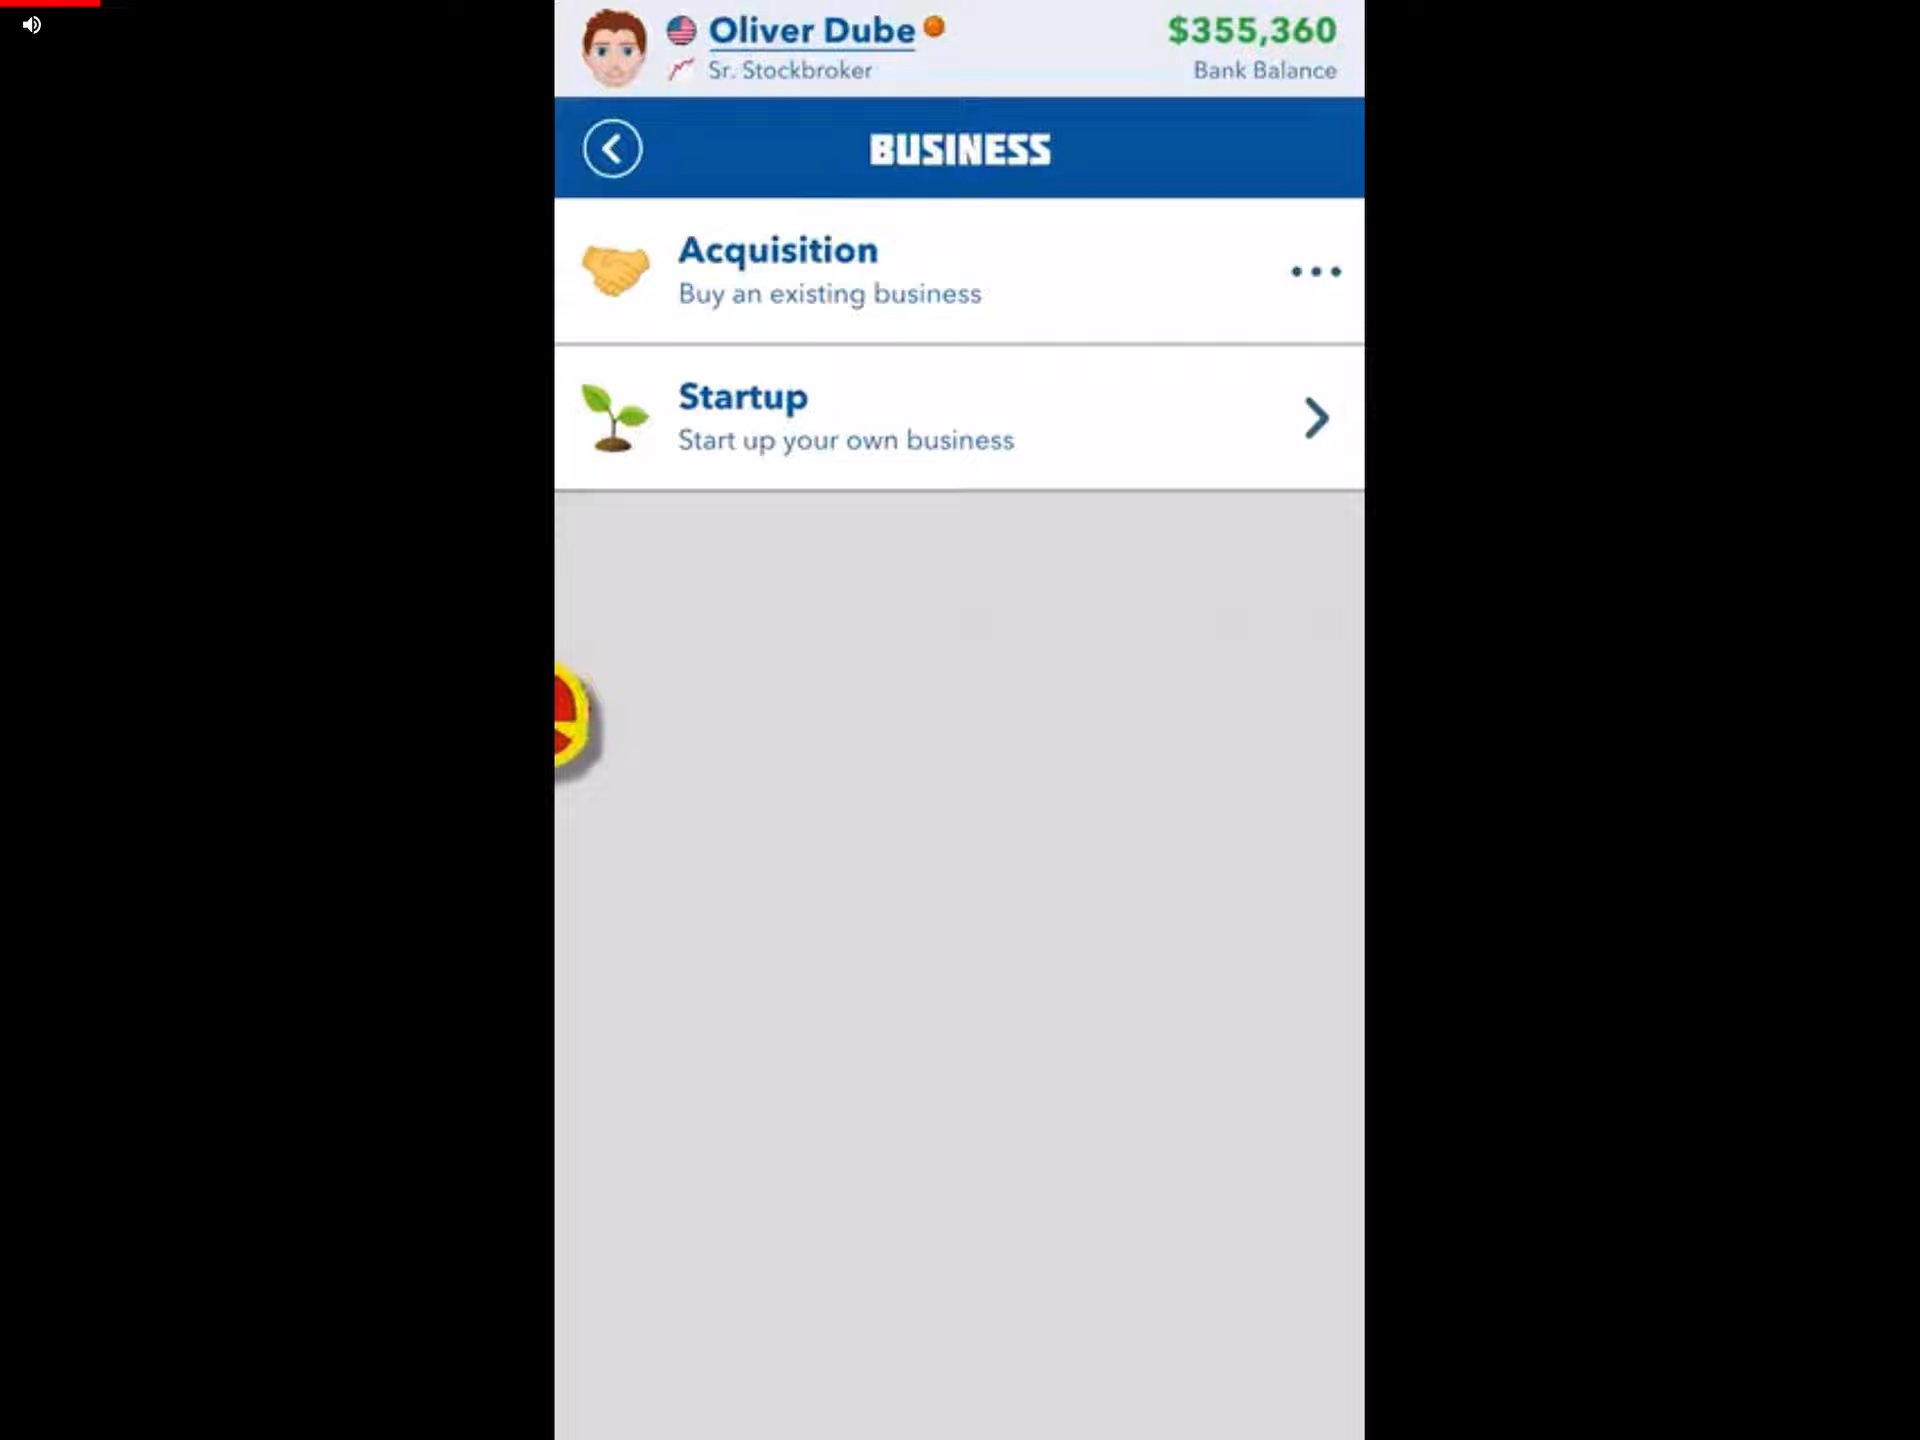 Oliver Dube
$355,360
Sr. Stockbroker
Bank Balance
BUSINESS
Acquisition
Buy an existing business
Startup
Start up your own business